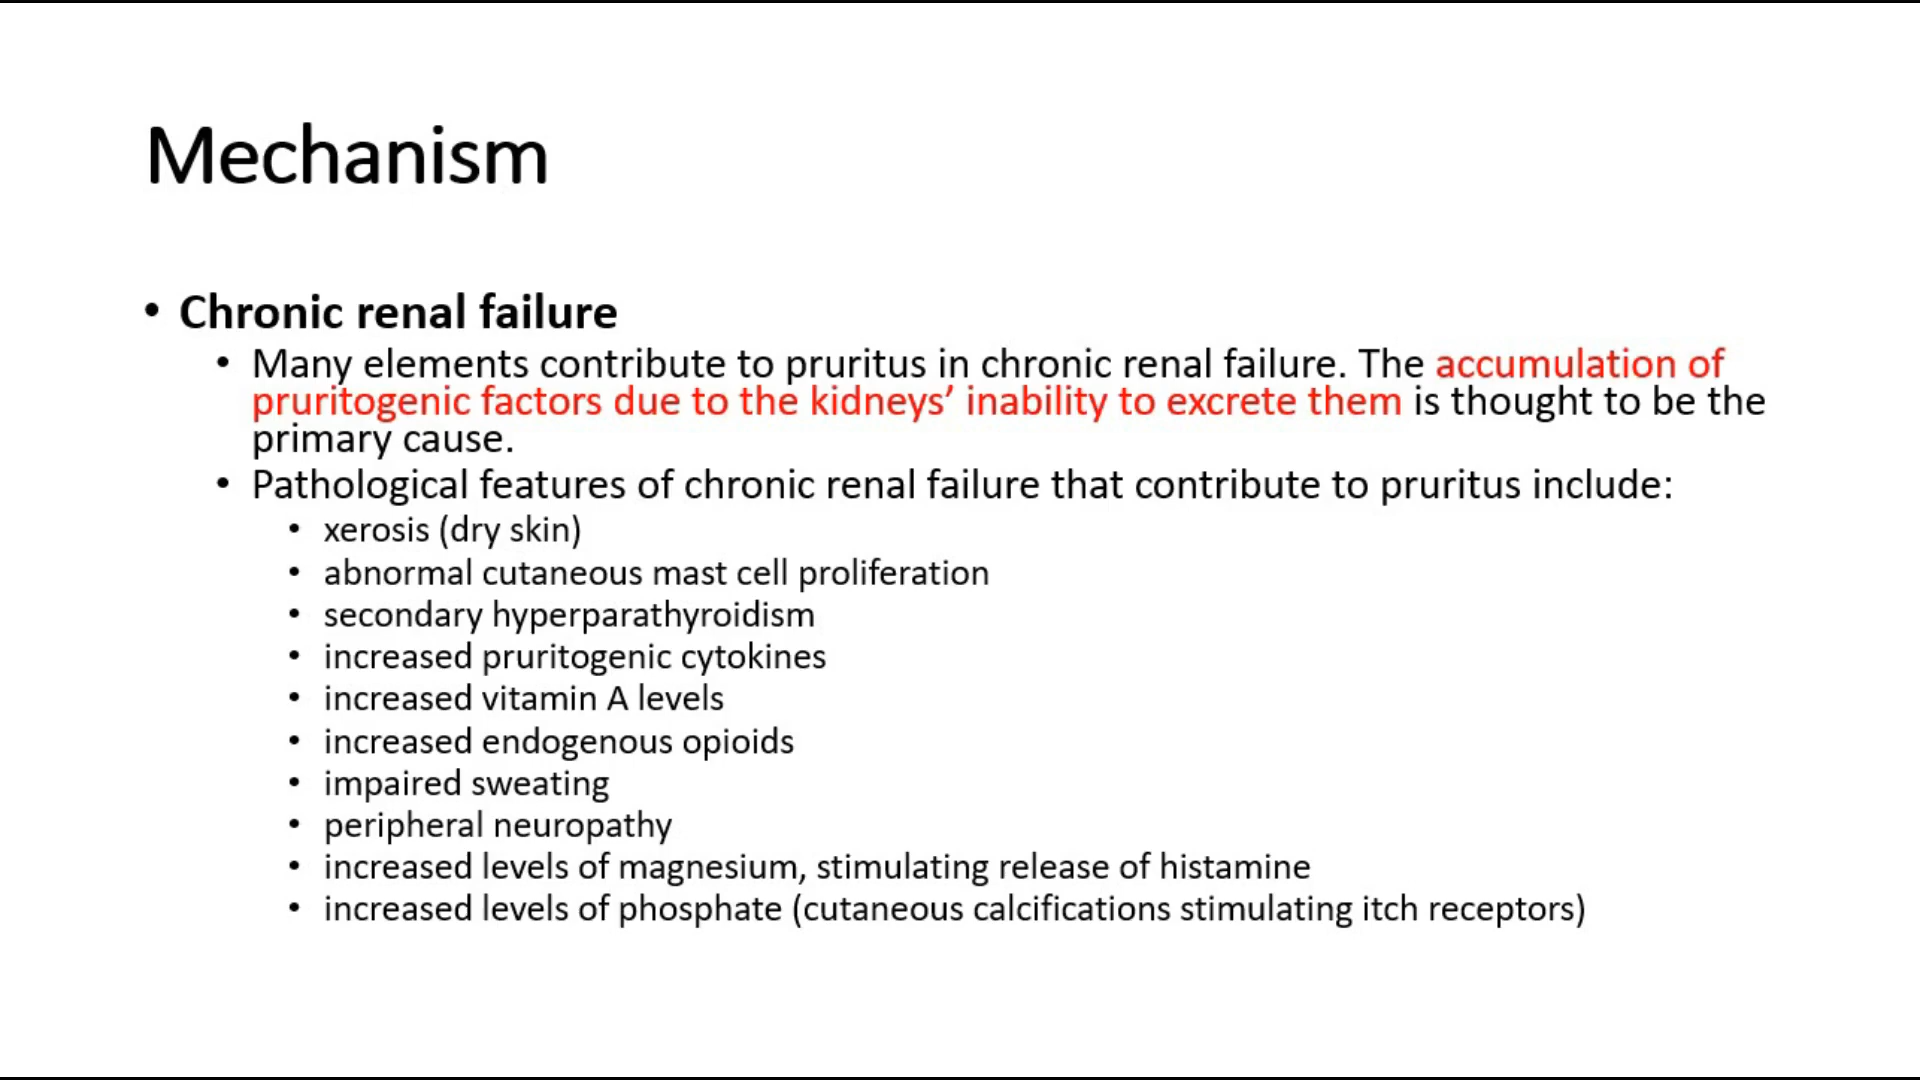 Mechanism
• Chronic renal failure
• Many elements contribute to pruritus in chronic renal failure. The accumulation of
pruritogenic factors due to the kidneys’ inability to excrete them is thought to be the
primary cause.
• Pathological features of chronic renal failure that contribute to pruritus include:
• xerosis (dry skin)
• abnormal cutaneous mast cell proliferation
• secondary hyperparathyroidism
• increased pruritogenic cytokines
• increased vitamin A levels
• increased endogenous opioids
• impaired sweating
• peripheral neuropathy
• increased levels of magnesium, stimulating release of histamine
• increased levels of phosphate (cutaneous calcifications stimulating itch receptors)